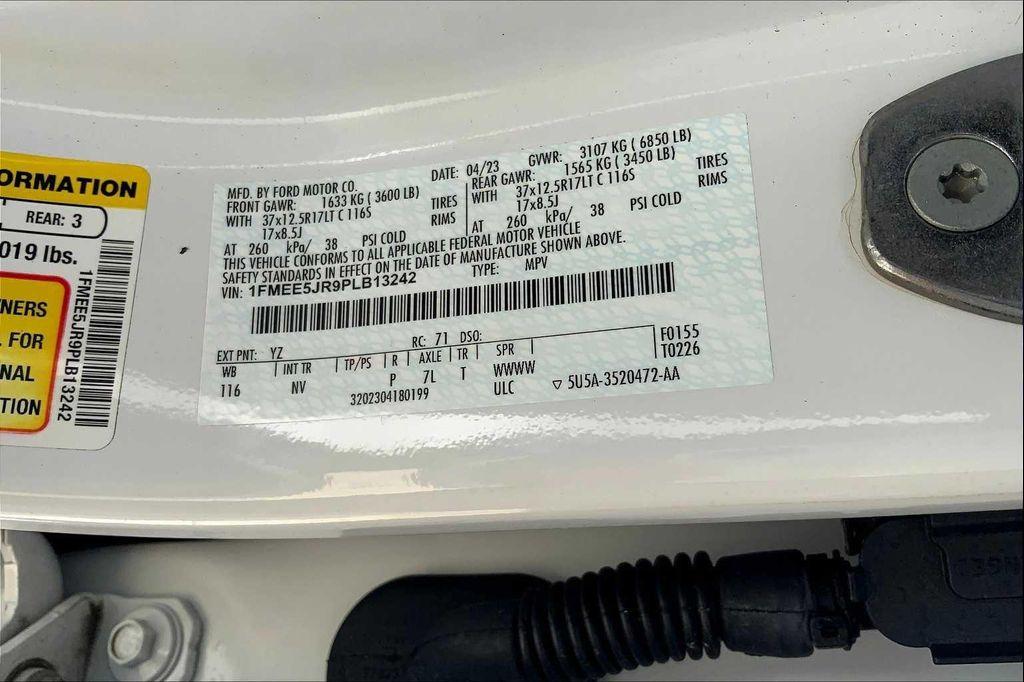 ORMATION
REAR: 3
019 lbs.
NERS
FOR
NAL
TION
1FMEE5JR9PLB13242
MFD. BY FORD MOTOR CO.
DATE: 04/23
GVWR: 3107 KG ( 6850 LB)
FRONT GAWR: 1633 KG ( 3600 LB)
REAR GAWR: 1565 KG ( 3450 LB)
WITH 37x12.5R17LT C 116S TIRES
WITH 37x12.5R17LT C 116S TIRES
17x8.5J RIMS
17x8.5J RIMS
AT 260 kPa/ 38 PSI COLD
AT 260 kPa/ 38 PSI COLD
THIS VEHICLE CONFORMS TO ALL APPLICABLE FEDERAL MOTOR VEHICLE
SAFETY STANDARDS IN EFFECT ON THE DATE OF MANUFACTURE SHOWN ABOVE.
VIN: 1FMEE5JR9PLB13242
TYPE: MPV
EXT PNT: YZ
RC: 71 DSO:
F0155
T0226
WB INT TR TP/PS R AXLE TR SPR
116 NV P 7L T WWWW
3202304180199
ULC
5U5A-3520472-AA